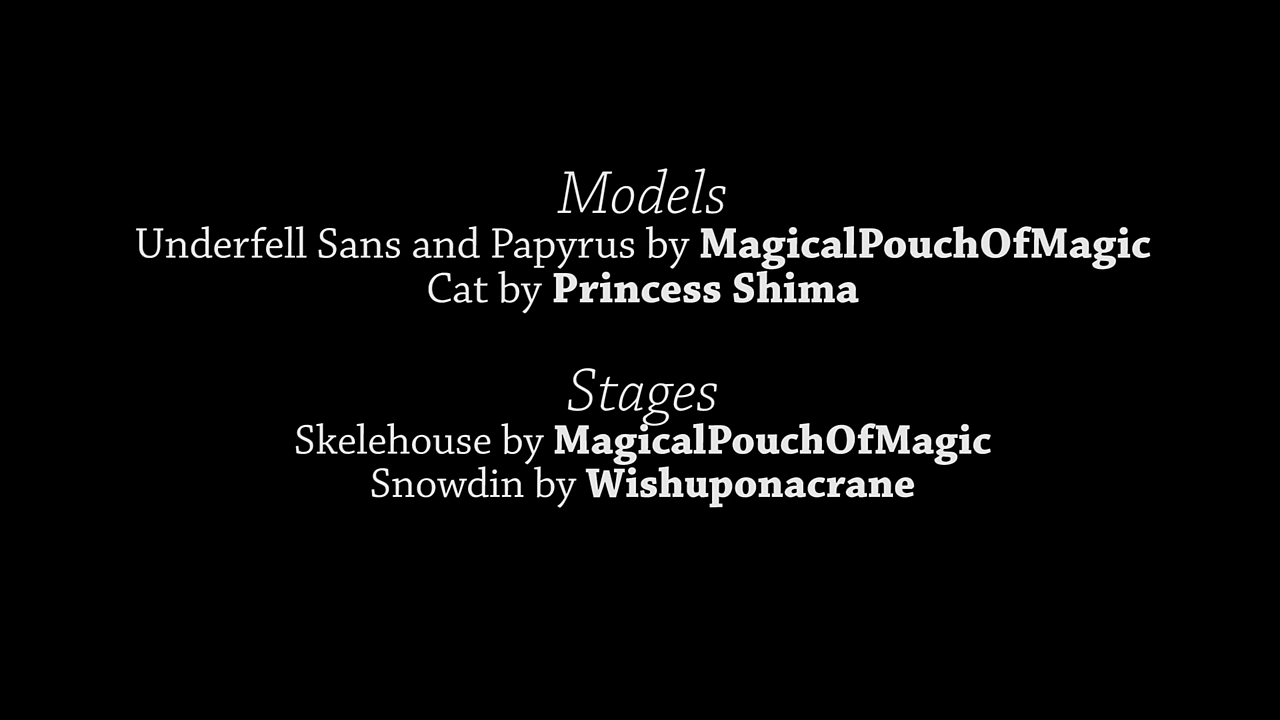 Models
Underfell Sans and Papyrus by MagicalPouchOfMagic
Cat by Princess Shima
Stages
Skelehouse by MagicalPouchOfMagic
Snowdin by Wishuponacrane